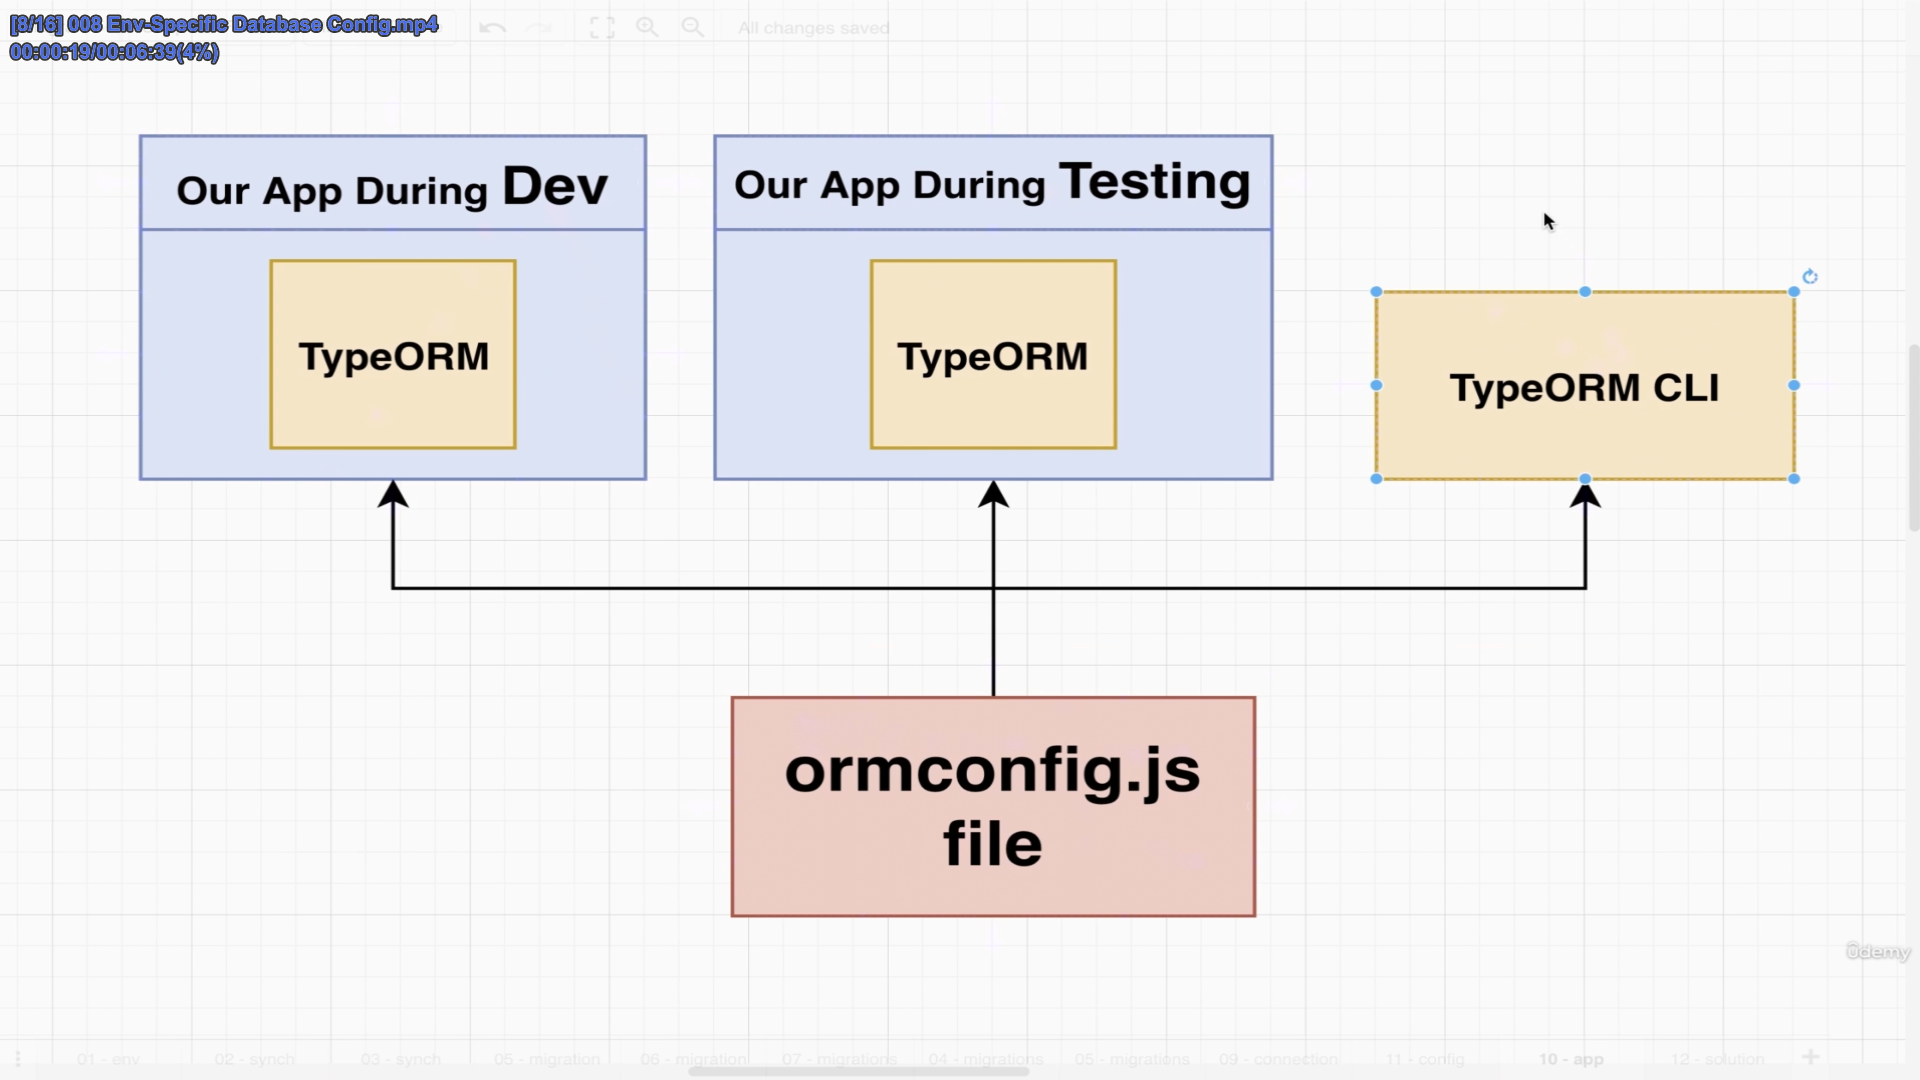 [8/16] 008 Env-Specific Database Config.mp4
00:00:19/00:06:39(4%)
All changes saved
Our App During Dev
Our App During Testing
TypeORM
TypeORM
TypeORM CLI
ormconfig.js
file
ûdemy
01 - env
02 - synch
03 - synch
05 - migration
06 - migration
07 - migrations
04 - migrations
05 - migrations
09 - connection
11 - config
10 - app
12 - solution